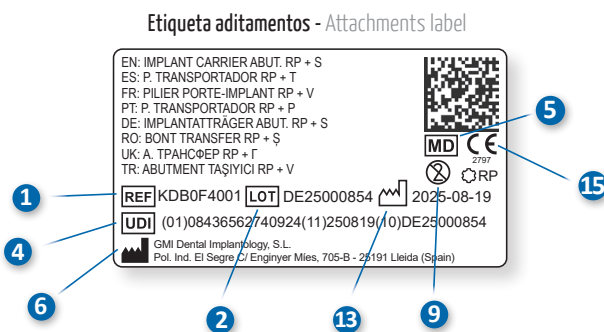 Etiqueta aditamentos - Attachments label
EN: IMPLANT CARRIER ABUT. RP + S
ES: P. TRANSPORTADOR RP + T
FR: PILIER PORTE-IMPLANT RP + V
PT: P. TRANSPORTADOR RP + P
DE: IMPLANTATTRÄGER ABUT. RP + S
RO: BONT TRANSFER RP + Ș
UK: А. ТРАНСФЕР RP + Г
TR: ABUTMENT TAŞIYICI RP + V
MD CE
2797
2 RP
REF KDB0F4001 LOT DE25000854 2025-08-19
UDI (01)08436562740924(11)250819(10)DE25000854
GMI Dental Implantology, S.L.
Pol. Ind. El Segre C/ Enginyer Mies, 705-B - 25191 Lleida (Spain)
1
4
6
2
13
9
5
15